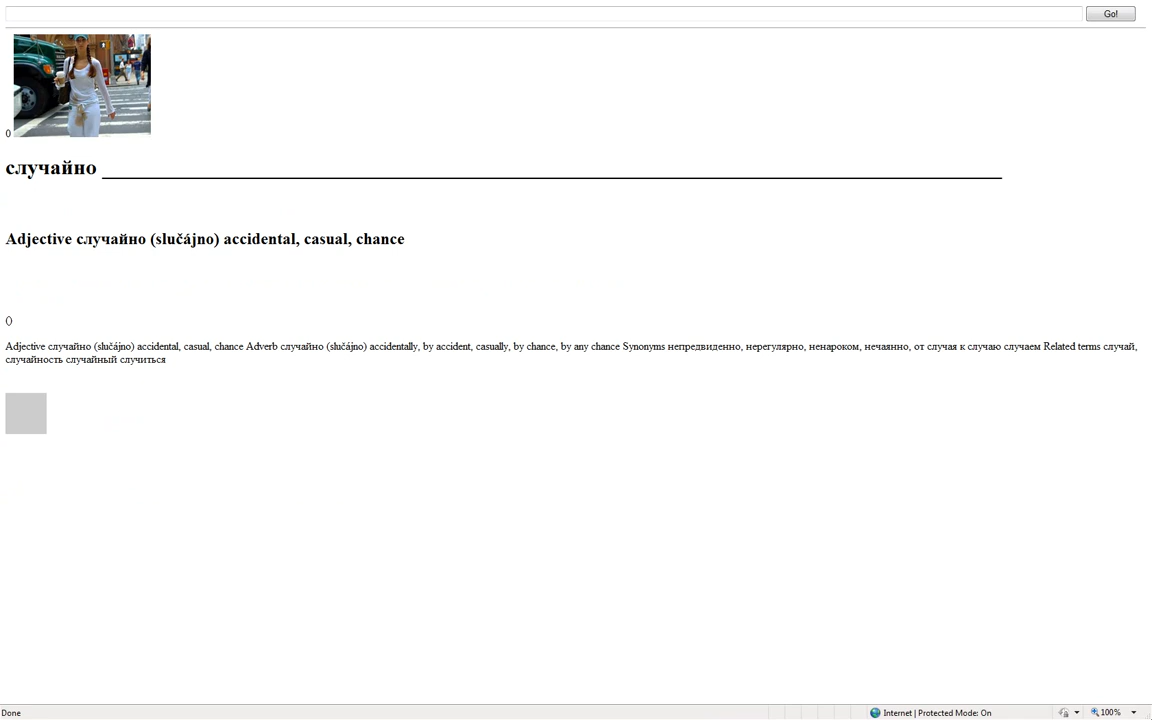 Go!
0
случайно
Adjective случайно (slučájno) accidental, casual, chance
()
Adjective случайно (slučájno) accidental, casual, chance Adverb случайно (slučájno) accidentally, by accident, casually, by chance, by any chance Synonyms непредвиденно, нерегулярно, ненароком, нечаянно, от случая к случаю случаем Related terms случай,
случайность случайный случиться
Done
Internet | Protected Mode: On
100%